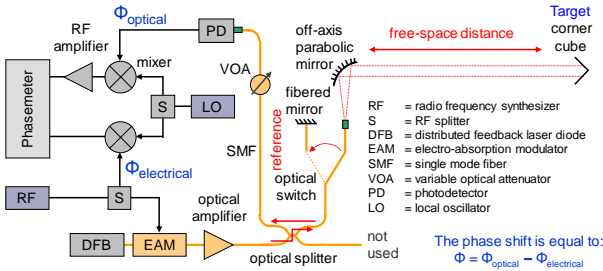 Φoptical
RF
amplifier
mixer
PD
VOA
off-axis
parabolic
mirror
Target
corner
cube
free-space distance
fibered
mirror
Phasemeter
S
LO
reference
SMF
optical
switch
RF = radio frequency synthesizer
S = RF splitter
DFB = distributed feedback laser diode
EAM = electro-absorption modulator
SMF = single mode fiber
VOA = variable optical attenuator
PD = photodetector
LO = local oscillator
Φelectrical
RF
S
optical
amplifier
DFB
EAM
optical splitter
not
used
The phase shift is equal to:
Φ = Φoptical − Φelectrical